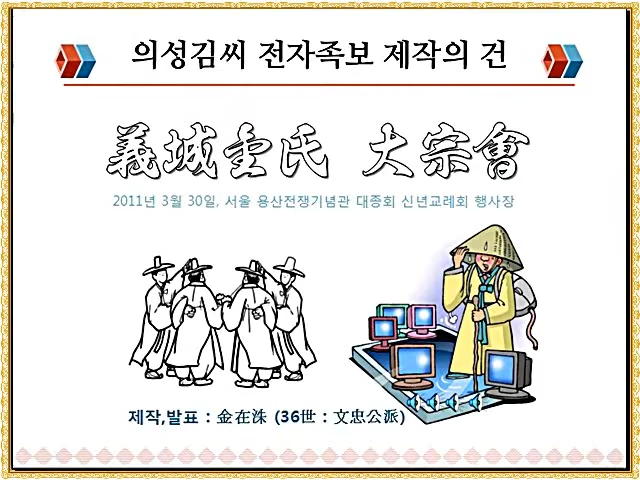 의성김씨 전자족보 제작의 건
義城金氏 大宗會
2011년 3월 30일, 서울 용산전쟁기념관 대종회 신년교례회 행사장
제작,발표 : 金在洙 (36世 : 文忠公派)